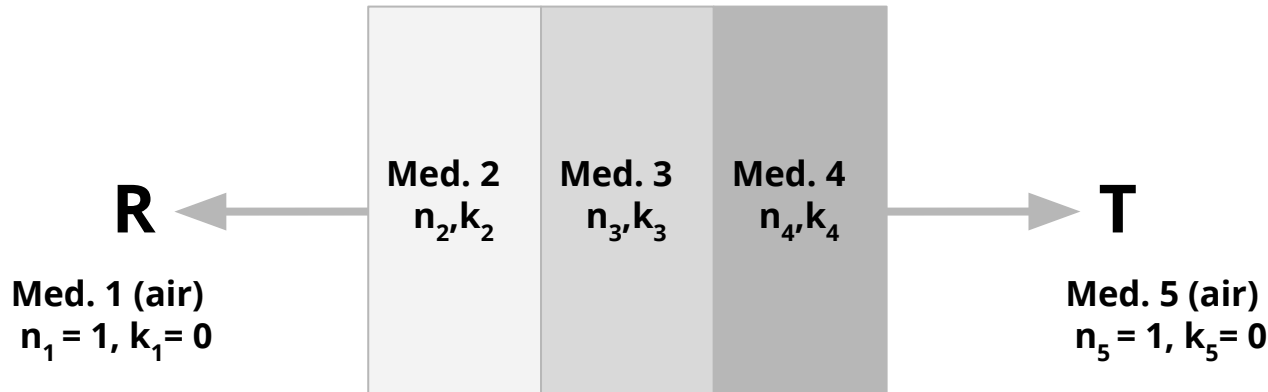 R
Med. 1 (air)
n₁ = 1, k₁= 0
Med. 2
n₂,k₂
Med. 3
n₃,k₃
Med. 4
n₄,k₄
T
Med. 5 (air)
n₅ = 1, k₅= 0